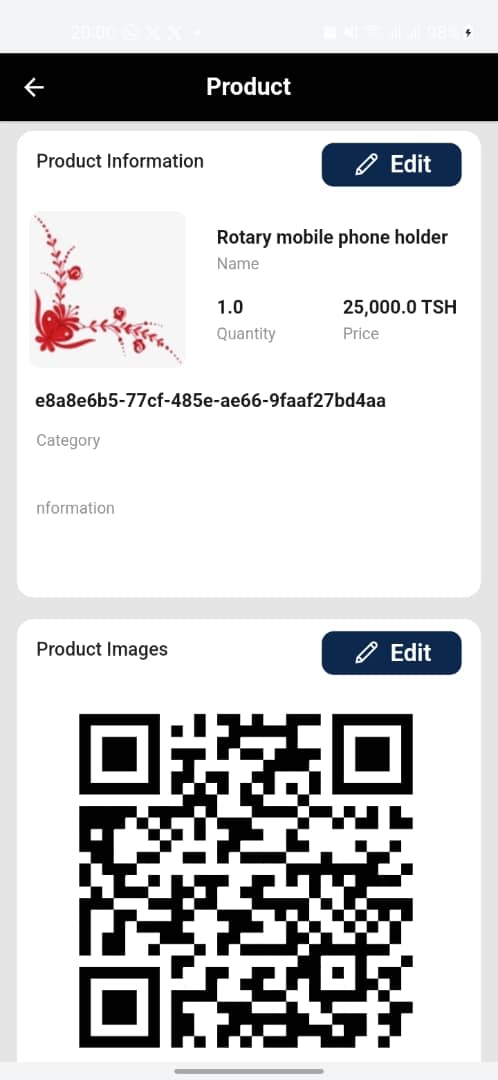 20:00
98%
Product
Product Information
Edit
Rotary mobile phone holder
Name
1.0
25,000.0 TSH
Quantity
Price
e8a8e6b5-77cf-485e-ae66-9faaf27bd4aa
Category
nformation
Product Images
Edit